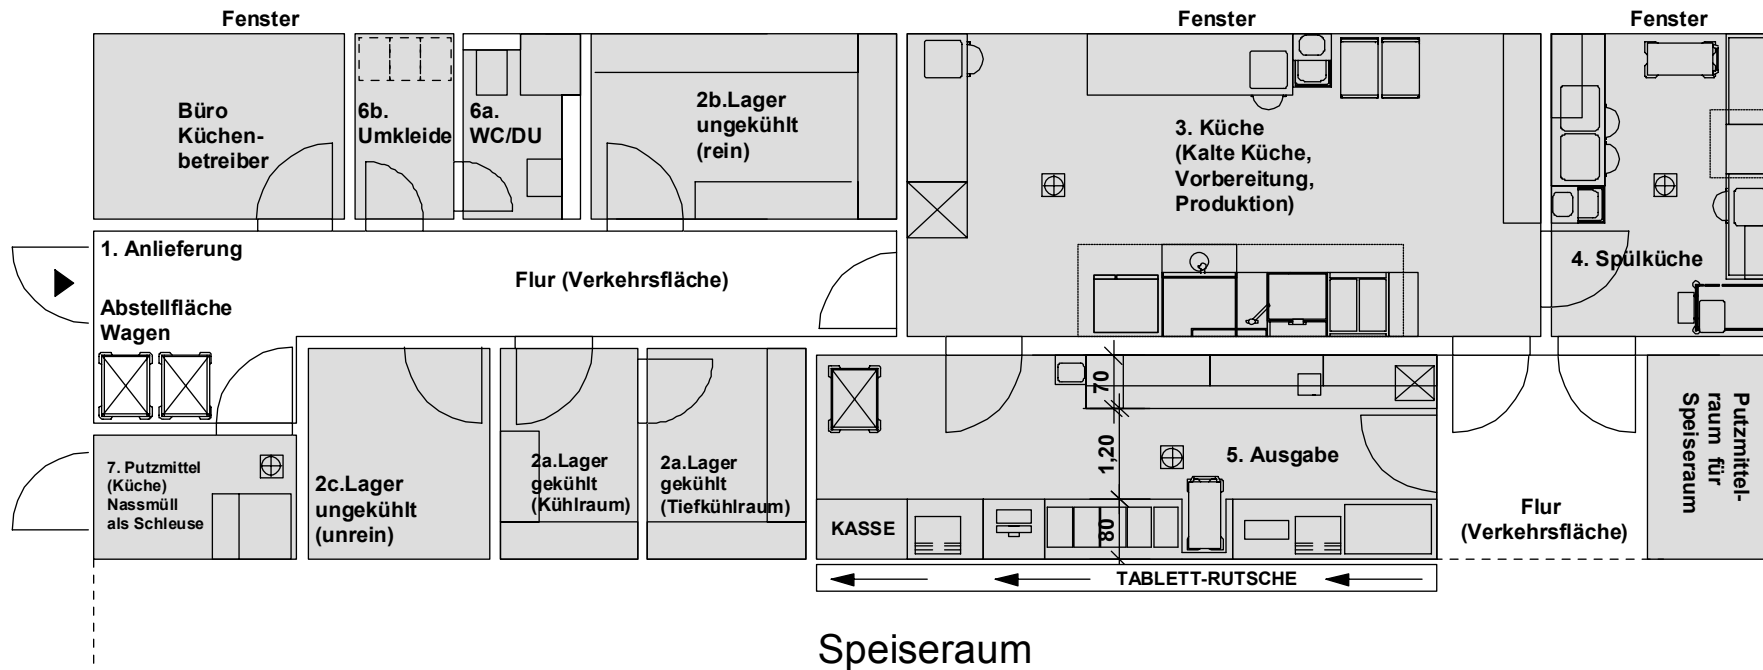 Fenster
Fenster
Fenster
Büro
Küchen-
betreiber
6b.
Umkleide
6a.
WC/DU
2b.Lager
ungekühlt
(rein)
3. Küche
(Kalte Küche,
Vorbereitung,
Produktion)
1. Anlieferung
Flur (Verkehrsfläche)
4. Spülküche
Abstellfläche
Wagen
7. Putzmittel
(Küche)
Nassmüll
als Schleuse
2c.Lager
ungekühlt
(unrein)
2a.Lager
gekühlt
(Kühlraum)
2a.Lager
gekühlt
(Tiefkühlraum)
70
1,20
80
5. Ausgabe
KASSE
Flur
(Verkehrsfläche)
Putzmittel-
raum für
Speiseraum
TABLETT-RUTSCHE
Speiseraum